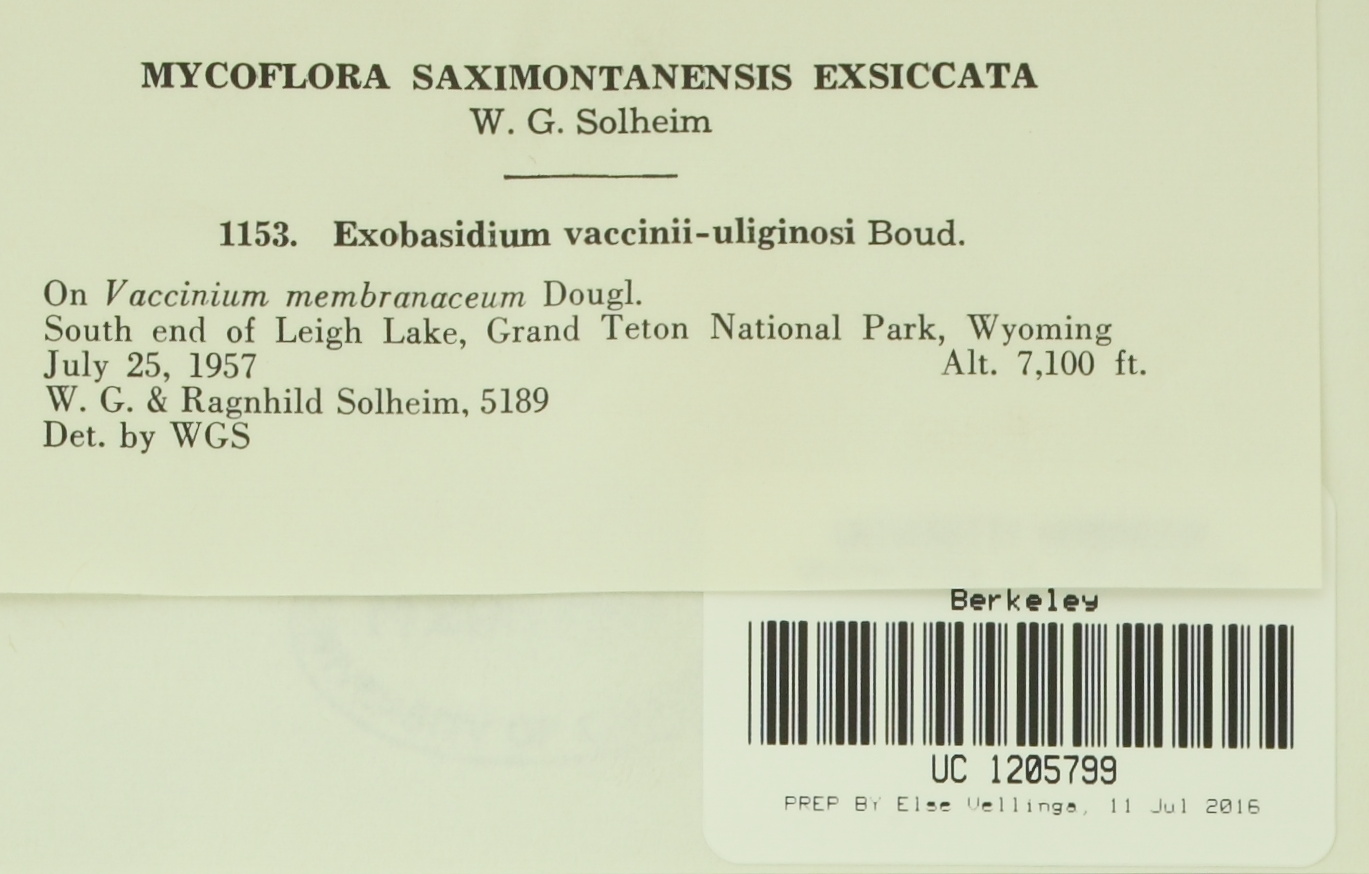 MYCOFLORA SAXIMONTANENSIS EXSICCATA
W. G. Solheim
1153. Exobasidium vaccinii-uliginosi Boud.
On Vaccinium membranaceum Dougl.
South end of Leigh Lake, Grand Teton National Park, Wyoming
July 25, 1957 Alt. 7,100 ft.
W. G. & Ragnhild Solheim, 5189
Det. by WGS
Berkeley
UC 1205799
PREP BY Else Vellinga, 11 Jul 2016